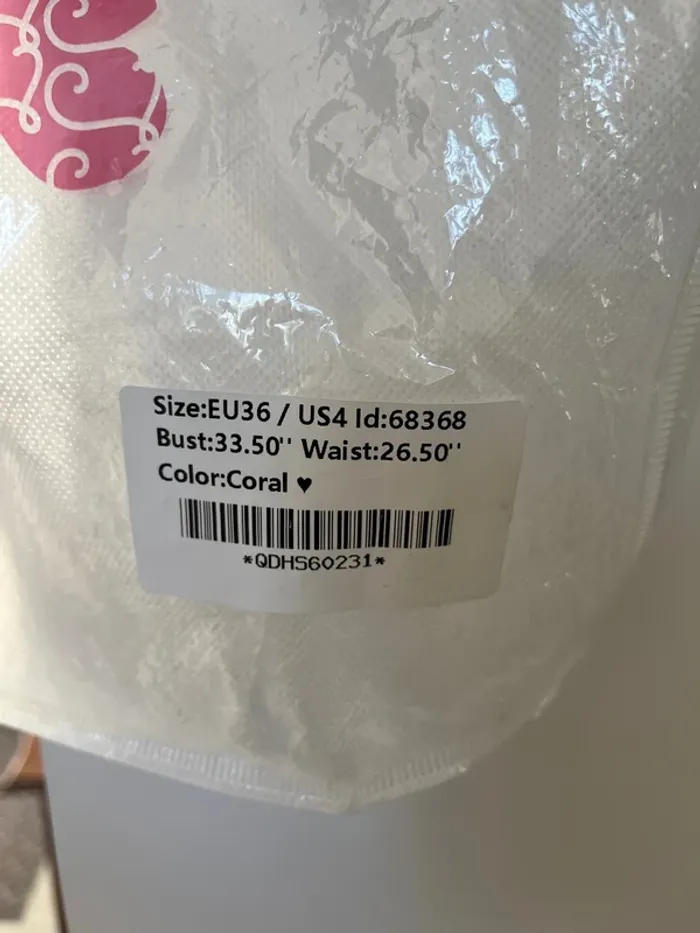 Size:EU36 / US4 Id:68368
Bust:33.50'' Waist:26.50''
Color:Coral ♥
*QDHS60231*